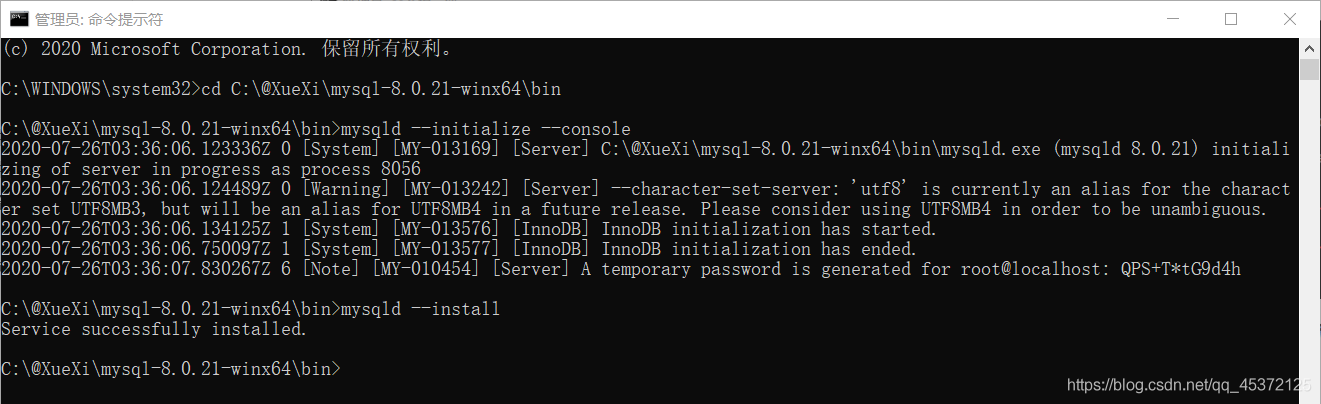 管理员: 命令提示符
(c) 2020 Microsoft Corporation. 保留所有权利。
C:\WINDOWS\system32>cd C:\@XueXi\mysql-8.0.21-winx64\bin
C:\@XueXi\mysql-8.0.21-winx64\bin>mysqld --initialize --console
2020-07-26T03:36:06.123336Z 0 [System] [MY-013169] [Server] C:\@XueXi\mysql-8.0.21-winx64\bin\mysqld.exe (mysqld 8.0.21) initiali
zing of server in progress as process 8056
2020-07-26T03:36:06.124489Z 0 [Warning] [MY-013242] [Server] --character-set-server: 'utf8' is currently an alias for the charact
er set UTF8MB3, but will be an alias for UTF8MB4 in a future release. Please consider using UTF8MB4 in order to be unambiguous.
2020-07-26T03:36:06.134125Z 1 [System] [MY-013576] [InnoDB] InnoDB initialization has started.
2020-07-26T03:36:06.750097Z 1 [System] [MY-013577] [InnoDB] InnoDB initialization has ended.
2020-07-26T03:36:07.830267Z 6 [Note] [MY-010454] [Server] A temporary password is generated for root@localhost: QPS+T*tG9d4h
C:\@XueXi\mysql-8.0.21-winx64\bin>mysqld --install
Service successfully installed.
C:\@XueXi\mysql-8.0.21-winx64\bin>
https://blog.csdn.net/qq_45372125